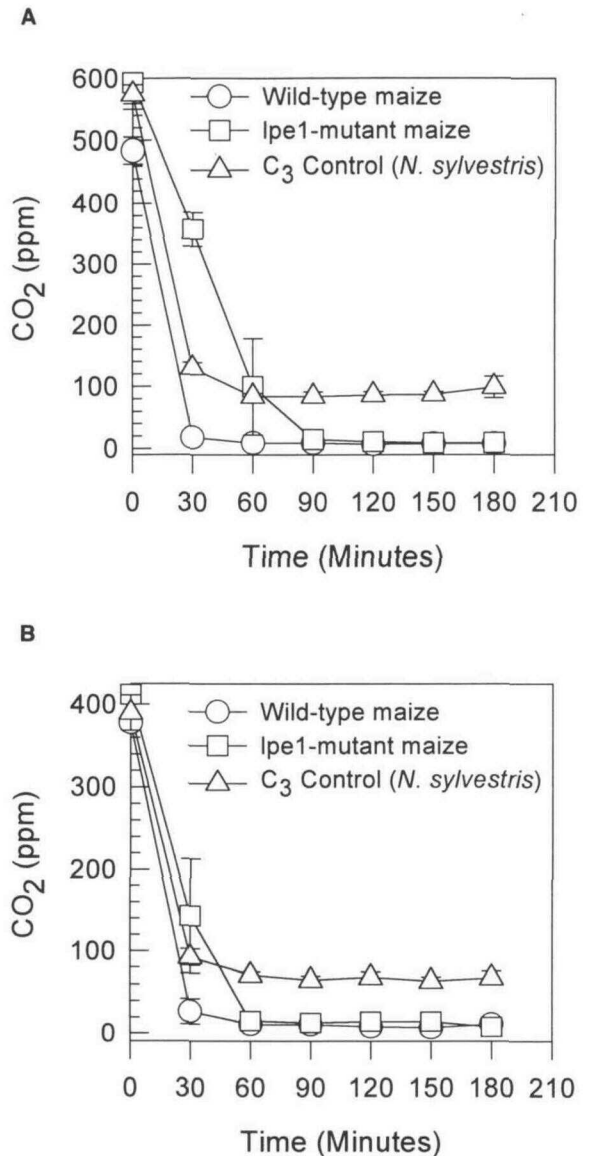 A
600
500
400
300
200
100
0
CO2 (ppm)
Wild-type maize
lpe1-mutant maize
C3 Control (N. sylvestris)
0 30 60 90 120 150 180 210
Time (Minutes)
B
400
300
200
100
0
CO2 (ppm)
Wild-type maize
lpe1-mutant maize
C3 Control (N. sylvestris)
0 30 60 90 120 150 180 210
Time (Minutes)